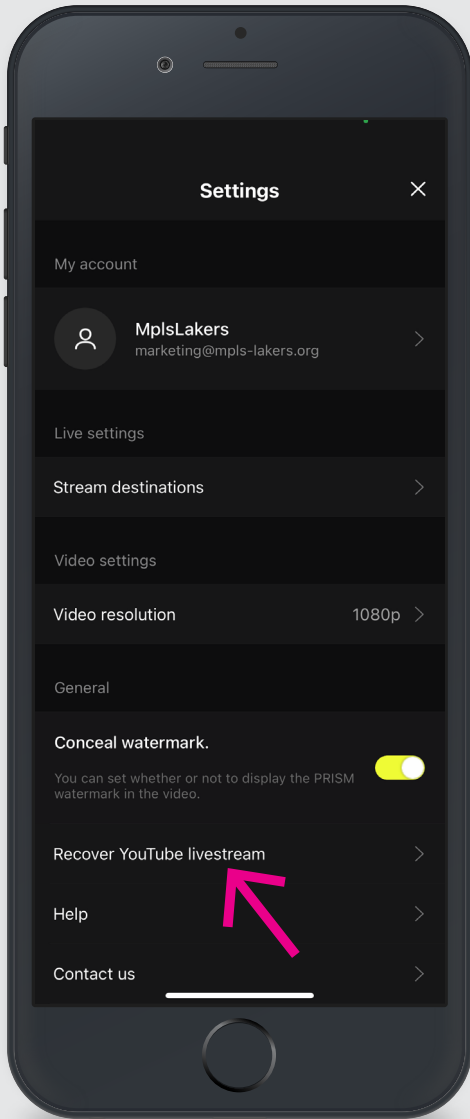 Settings
My account
MplsLakers
marketing@mpls-lakers.org
Live settings
Stream destinations
Video settings
Video resolution 1080p
General
Conceal watermark.
You can set whether or not to display the PRISM
watermark in the video.
Recover YouTube livestream
Help
Contact us